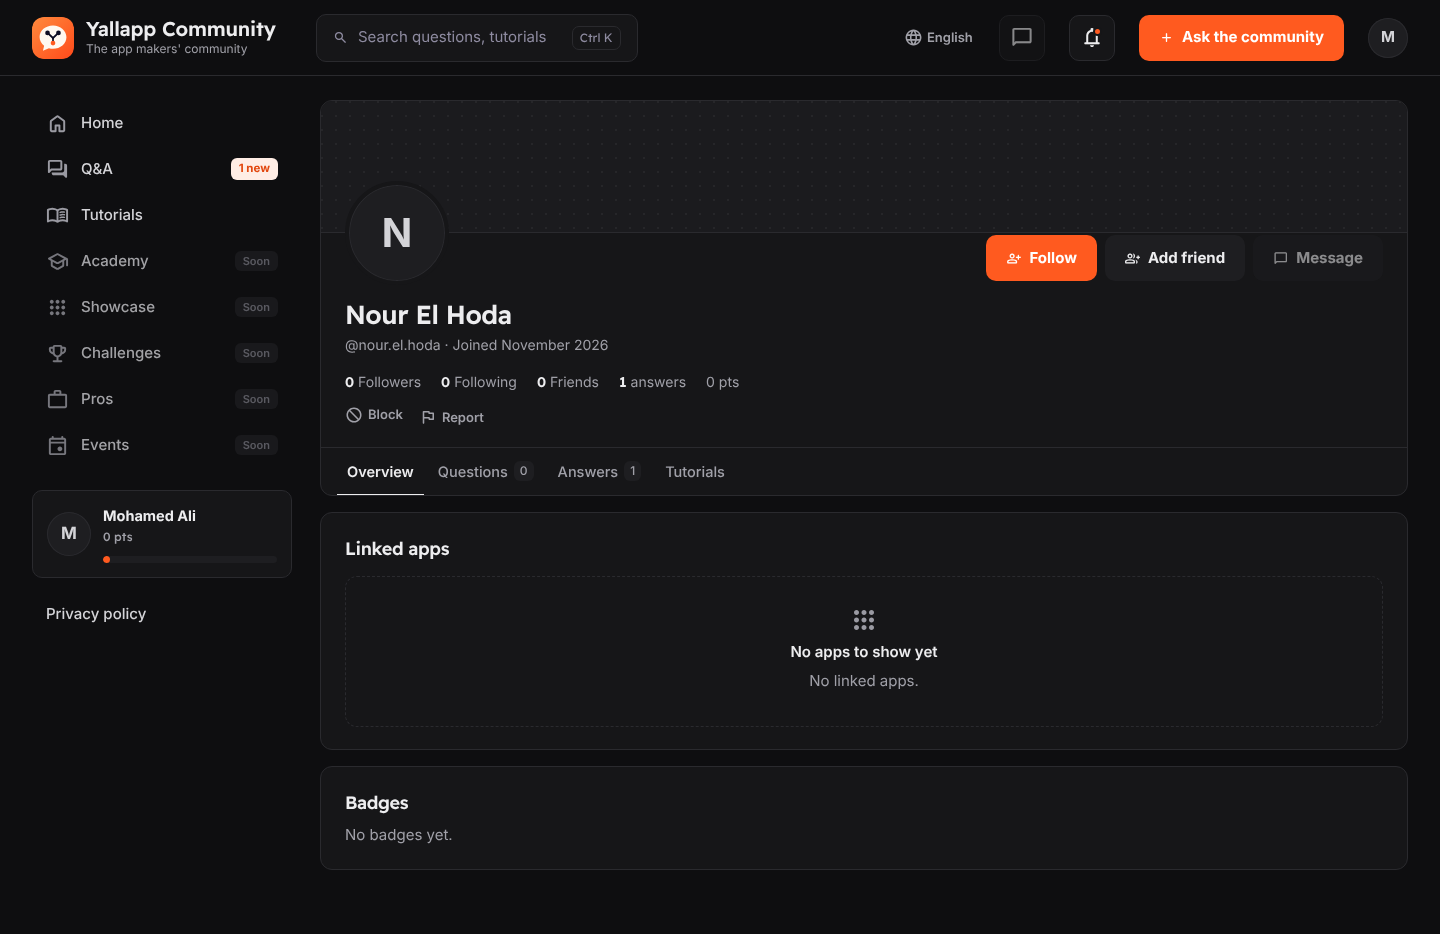 Yallapp Community
The app makers' community
Search questions, tutorials
Ctrl K
English
+ Ask the community
M
Home
Q&A
1 new
Tutorials
Academy
Soon
Showcase
Soon
Challenges
Soon
Pros
Soon
Events
Soon
M
Mohamed Ali
0 pts
Privacy policy
N
Follow
Add friend
Message
Nour El Hoda
@nour.el.hoda · Joined November 2026
0 Followers 0 Following 0 Friends 1 answers 0 pts
Block Report
Overview Questions 0 Answers 1 Tutorials
Linked apps
No apps to show yet
No linked apps.
Badges
No badges yet.